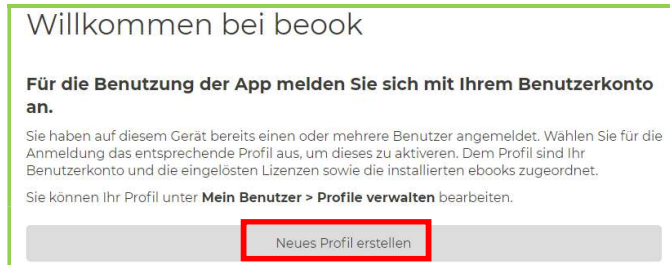 Willkommen bei beook
Für die Benutzung der App melden Sie sich mit Ihrem Benutzerkonto
an.
Sie haben auf diesem Gerät bereits einen oder mehrere Benutzer angemeldet. Wählen Sie für die
Anmeldung das entsprechende Profil aus, um dieses zu aktiveren. Dem Profil sind Ihr
Benutzerkonto und die eingelösten Lizenzen sowie die installierten ebooks zugeordnet.
Sie können Ihr Profil unter Mein Benutzer > Profile verwalten bearbeiten.
Neues Profil erstellen